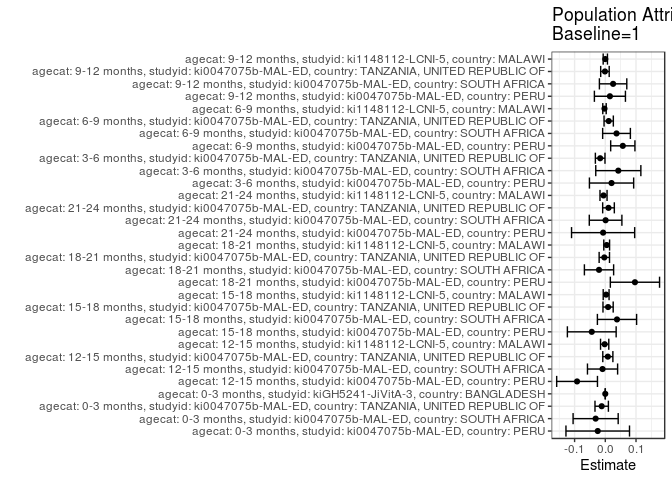 Population Attri
Baseline=1
agecat: 9-12 months, studyid: ki1148112-LCNI-5, country: MALAWI
agecat: 9-12 months, studyid: ki0047075b-MAL-ED, country: TANZANIA, UNITED REPUBLIC OF
agecat: 9-12 months, studyid: ki0047075b-MAL-ED, country: SOUTH AFRICA
agecat: 9-12 months, studyid: ki0047075b-MAL-ED, country: PERU
agecat: 6-9 months, studyid: ki1148112-LCNI-5, country: MALAWI
agecat: 6-9 months, studyid: ki0047075b-MAL-ED, country: TANZANIA, UNITED REPUBLIC OF
agecat: 6-9 months, studyid: ki0047075b-MAL-ED, country: SOUTH AFRICA
agecat: 6-9 months, studyid: ki0047075b-MAL-ED, country: PERU
agecat: 3-6 months, studyid: ki0047075b-MAL-ED, country: TANZANIA, UNITED REPUBLIC OF
agecat: 3-6 months, studyid: ki0047075b-MAL-ED, country: SOUTH AFRICA
agecat: 3-6 months, studyid: ki0047075b-MAL-ED, country: PERU
agecat: 21-24 months, studyid: ki1148112-LCNI-5, country: MALAWI
agecat: 21-24 months, studyid: ki0047075b-MAL-ED, country: TANZANIA, UNITED REPUBLIC OF
agecat: 21-24 months, studyid: ki0047075b-MAL-ED, country: SOUTH AFRICA
agecat: 21-24 months, studyid: ki0047075b-MAL-ED, country: PERU
agecat: 18-21 months, studyid: ki1148112-LCNI-5, country: MALAWI
agecat: 18-21 months, studyid: ki0047075b-MAL-ED, country: TANZANIA, UNITED REPUBLIC OF
agecat: 18-21 months, studyid: ki0047075b-MAL-ED, country: SOUTH AFRICA
agecat: 18-21 months, studyid: ki0047075b-MAL-ED, country: PERU
agecat: 15-18 months, studyid: ki1148112-LCNI-5, country: MALAWI
agecat: 15-18 months, studyid: ki0047075b-MAL-ED, country: TANZANIA, UNITED REPUBLIC OF
agecat: 15-18 months, studyid: ki0047075b-MAL-ED, country: SOUTH AFRICA
agecat: 15-18 months, studyid: ki0047075b-MAL-ED, country: PERU
agecat: 12-15 months, studyid: ki1148112-LCNI-5, country: MALAWI
agecat: 12-15 months, studyid: ki0047075b-MAL-ED, country: TANZANIA, UNITED REPUBLIC OF
agecat: 12-15 months, studyid: ki0047075b-MAL-ED, country: SOUTH AFRICA
agecat: 12-15 months, studyid: ki0047075b-MAL-ED, country: PERU
agecat: 0-3 months, studyid: kiGH5241-JiVitA-3, country: BANGLADESH
agecat: 0-3 months, studyid: ki0047075b-MAL-ED, country: TANZANIA, UNITED REPUBLIC OF
agecat: 0-3 months, studyid: ki0047075b-MAL-ED, country: SOUTH AFRICA
agecat: 0-3 months, studyid: ki0047075b-MAL-ED, country: PERU
-0.1 0.0 0.1
Estimate